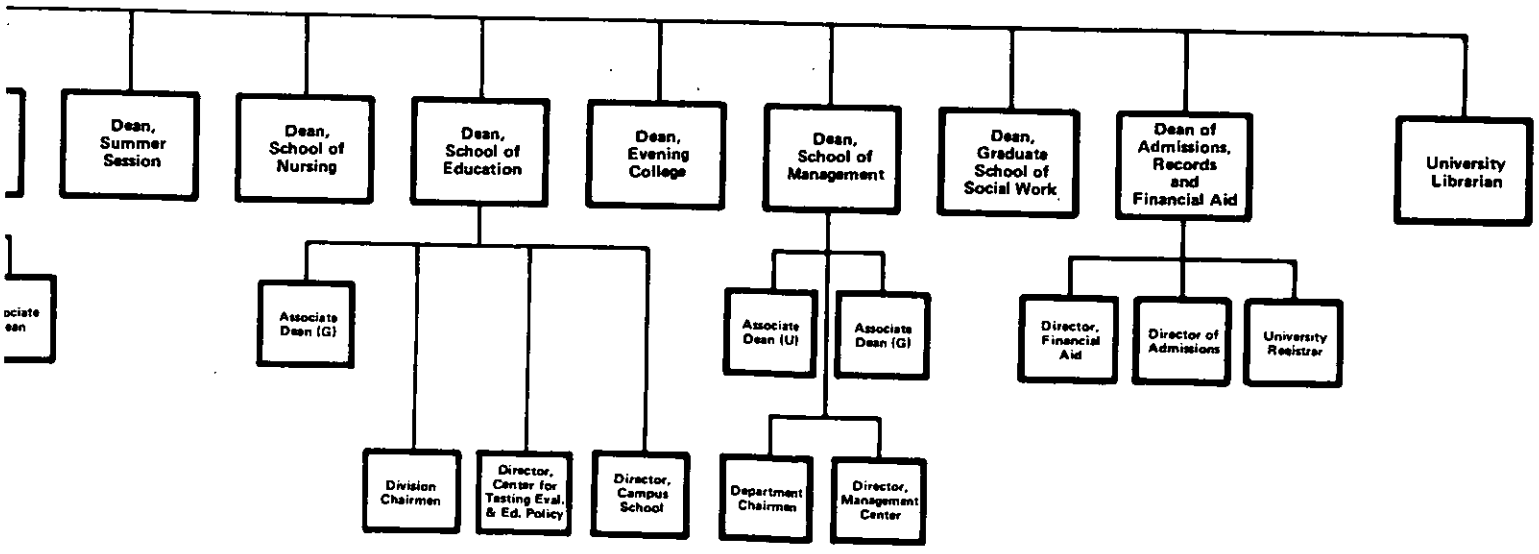 Dean,
Summer
Session
Dean,
School of
Nursing
Dean,
School of
Education
Dean,
Evening
College
Dean,
School of
Management
Dean,
Graduate
School of
Social Work
Dean of
Admissions,
Records
and
Financial Aid
University
Librarian
ociate
ean
Associate
Dean (G)
Associate
Dean (U)
Associate
Dean (G)
Director,
Financial
Aid
Director of
Admissions
University
Registrar
Division
Chairmen
Director,
Center for
Testing Eval.
& Ed. Policy
Director,
Campus
School
Department
Chairmen
Director,
Management
Center